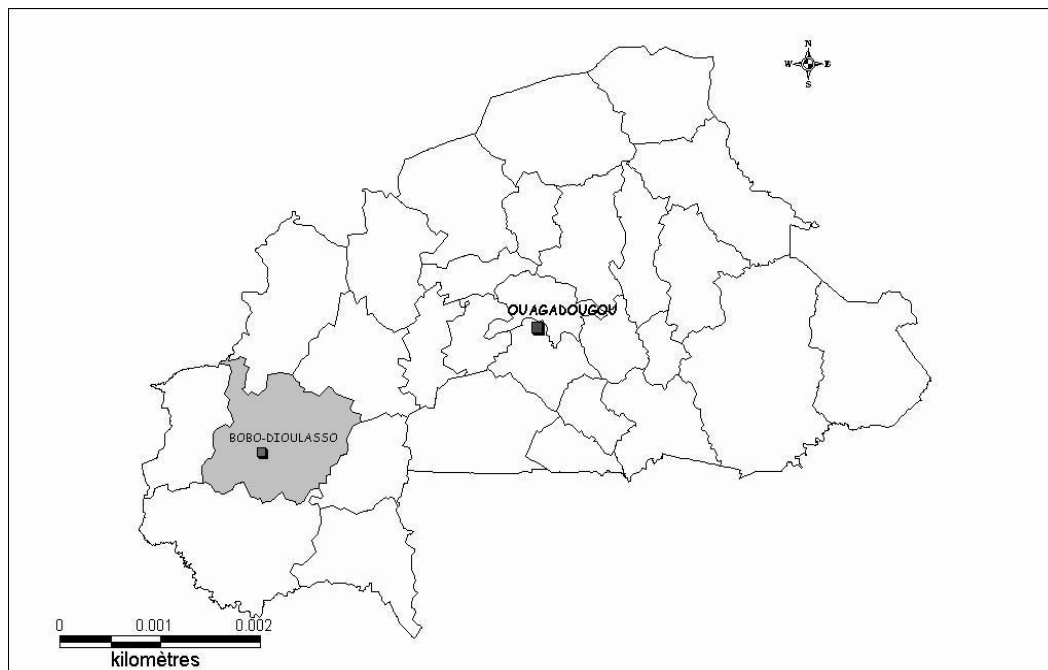 N
W E
S
OUAGADOUGOU
BOBO-DIOULASSO
0 0.001 0.002
kilomètres